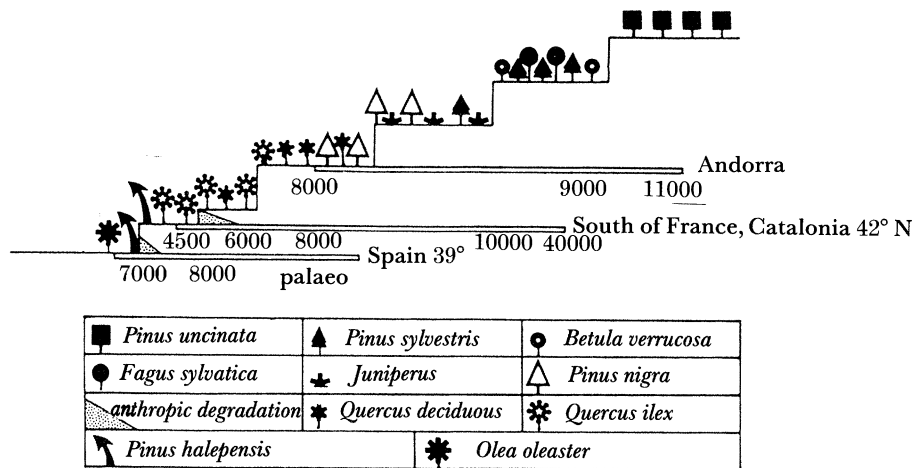 Andorra
8000 9000 11000
South of France, Catalonia 42° N
4500 6000 8000 10000 40000
Spain 39°
7000 8000 palaeo
Pinus uncinata Pinus sylvestris Betula verrucosa
Fagus sylvatica Juniperus Pinus nigra
anthropic degradation Quercus deciduous Quercus ilex
Pinus halepensis Olea oleaster